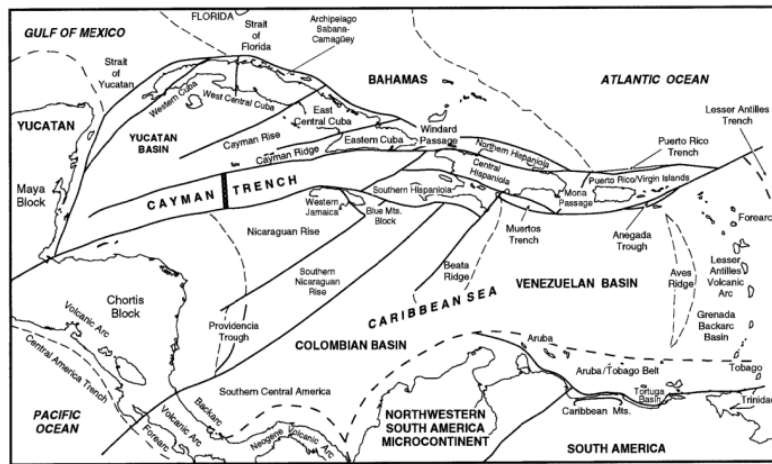 FLORIDA
GULF OF MEXICO
Strait
of
Florida
Archipelago
Sabana-
Camagüey
Strait
of
Yucatan
BAHAMAS
ATLANTIC OCEAN
Western Cuba
West Central Cuba
Lesser Antilles
Trench
YUCATAN
YUCATAN
BASIN
East
Central Cuba
Cayman Rise
Windard
Passage
Northern Hispaniola
Puerto Rico
Trench
Cayman Ridge
Eastern Cuba
Central
Hispaniola
Puerto Rico/Virgin Islands
Maya
Block
CAYMAN TRENCH
Southern Hispaniola
Mona
Passage
Western
Jamaica
Blue Mts.
Block
Forearc
Nicaraguan Rise
Muertos
Trench
Anegada
Trough
Beata
Ridge
Aves
Ridge
Lesser
Antilles
Volcanic
Arc
Southern
Nicaraguan
Rise
VENEZUELAN BASIN
Chortis
Block
CARIBBEAN SEA
Grenada
Backarc
Basin
Volcanic Arc
Providencia
Trough
COLOMBIAN BASIN
Central America Trench
Aruba
Aruba/Tobago Belt
Tobago
Southern Central America
Tortuga
Basin
Trinidad
PACIFIC
OCEAN
Forearc
Volcanic Arc
Backarc
Neogene Volcanic Arc
NORTHWESTERN
SOUTH AMERICA
MICROCONTINENT
Caribbean Mts.
SOUTH AMERICA